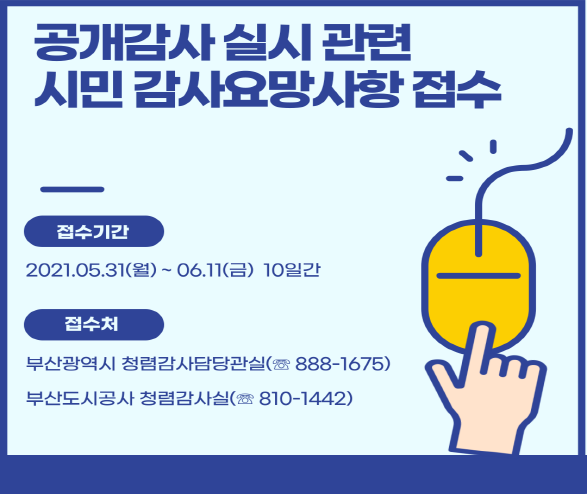 공개감사 실시 관련
시민 감사요망사항 접수
접수기간
2021.05.31(월) ~ 06.11(금) 10일간
접수처
부산광역시 청렴감사담당관실(☏ 888-1675)
부산도시공사 청렴감사실(☏ 810-1442)